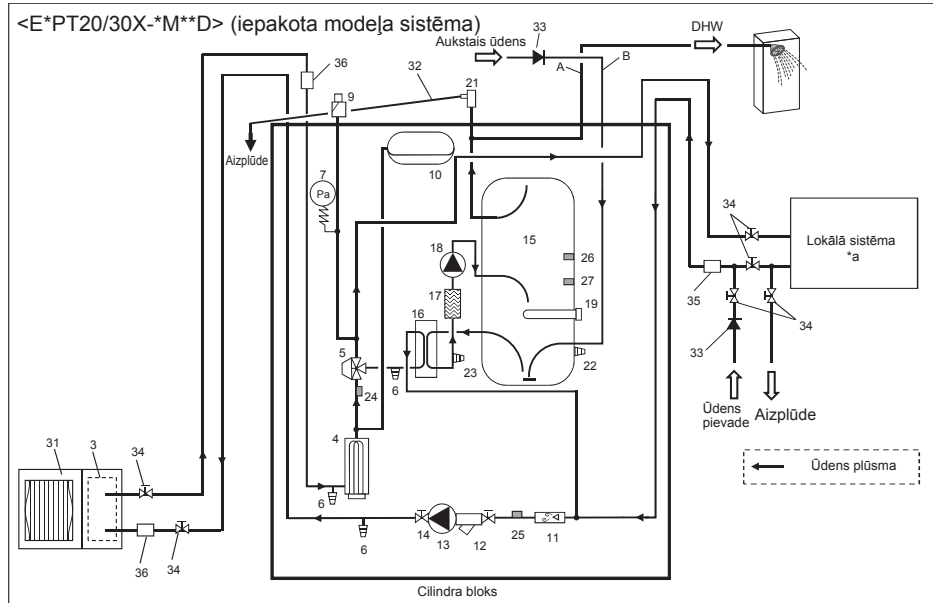 <E*PT20/30X-*M**D> (iepakota modeļa sistēma)
Aukstais ūdens
33
DHW
36
32
21
A
B
9
Aizplūde
10
7
Pa
15
18
26
27
17
19
16
5
23
22
6
24
4
34
Lokālā sistēma
*a
34
35
34
33
Ūdens
pievade
Aizplūde
31
3
34
Ūdens plūsma
6
36
34
6
14
13
12
25
11
Cilindra bloks